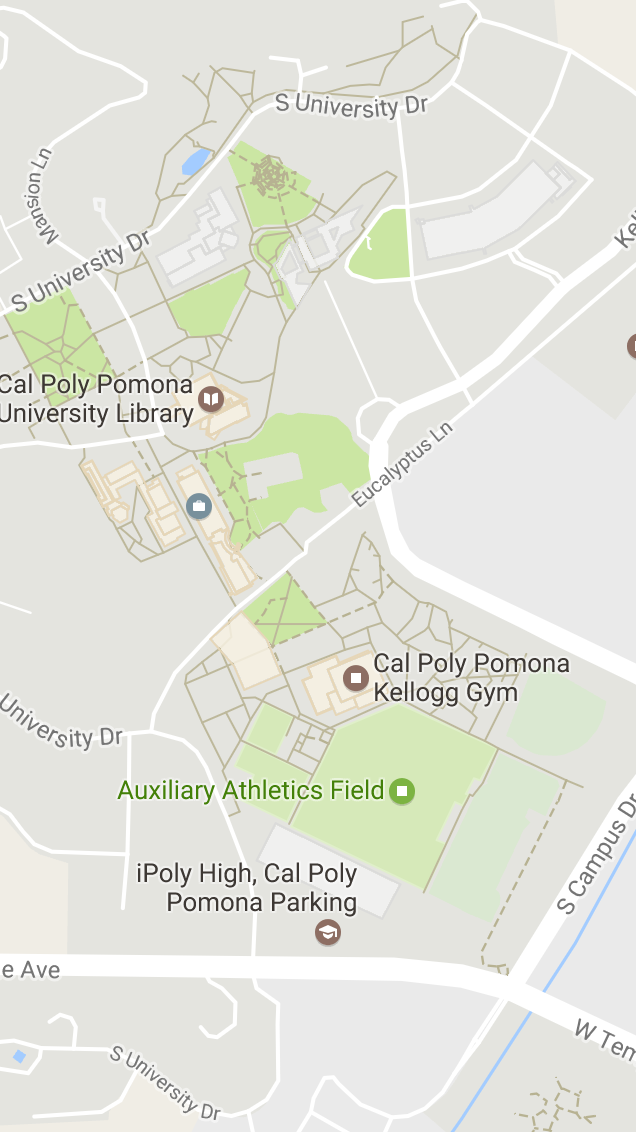 S University Dr
Mansion Ln
S University Dr
Cal Poly Pomona
University Library
Eucalyptus Ln
Cal Poly Pomona
Kellogg Gym
University Dr
Auxiliary Athletics Field
iPoly High, Cal Poly
Pomona Parking
S Campus Dr
e Ave
W Tem
S University Dr